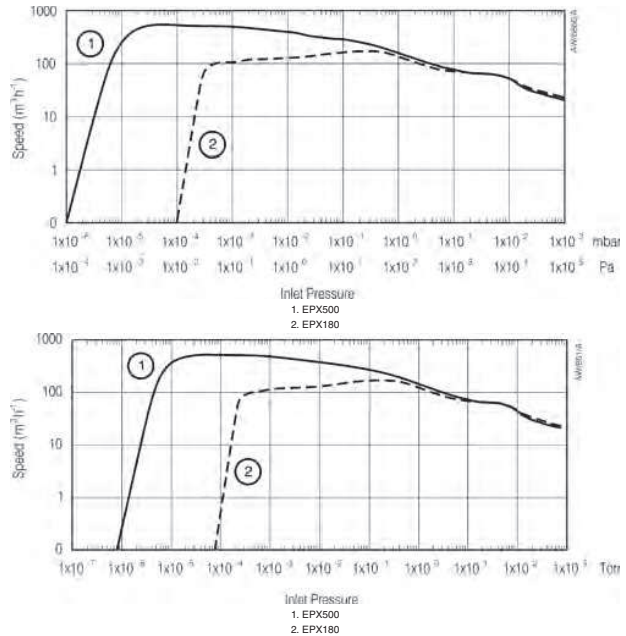 1000
100
10
1
0
Speed (m³h⁻¹)
1
2
1x10⁻⁶ 1x10⁻⁵ 1x10⁻⁴ 1x10⁻³ 1x10⁻² 1x10⁻¹ 1x10⁰ 1x10¹ 1x10² 1x10³ mbar
1x10⁻⁴ 1x10⁻³ 1x10⁻² 1x10⁻¹ 1x10⁰ 1x10¹ 1x10² 1x10³ 1x10⁴ 1x10⁵ Pa
Inlet Pressure
1. EPX500
2. EPX180
1000
100
10
1
0
Speed (m³h⁻¹)
1
2
1x10⁻⁷ 1x10⁻⁶ 1x10⁻⁵ 1x10⁻⁴ 1x10⁻³ 1x10⁻² 1x10⁻¹ 1x10⁰ 1x10¹ 1x10² 1x10³ Torr
Inlet Pressure
1. EPX500
2. EPX180